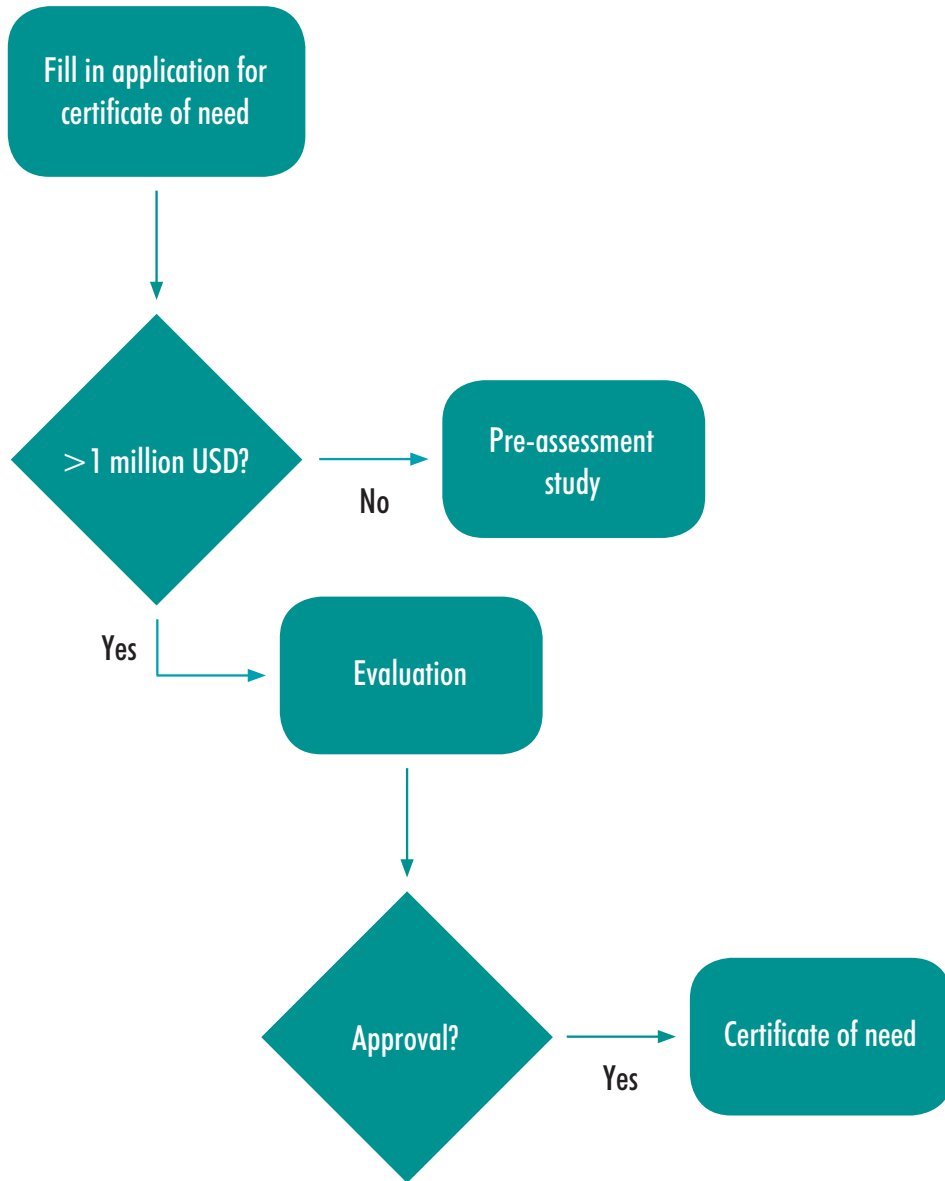 Fill in application for
certificate of need
>1 million USD?
No
Pre-assessment
study
Yes
Evaluation
Approval?
Yes
Certificate of need